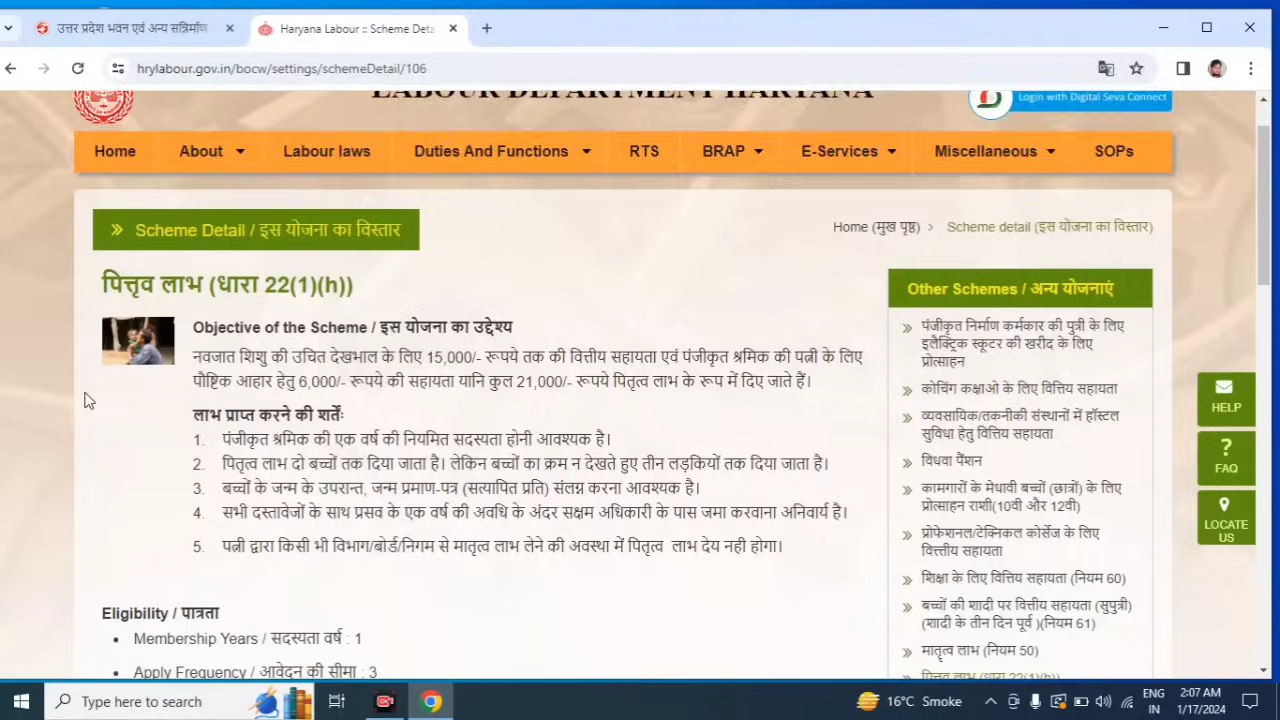 उत्तर प्रदेश भवन एवं अन्य सन्निर्माण
Haryana Labour :: Scheme Deta
hrylabour.gov.in/bocw/settings/schemeDetail/106
LABOUR DEPARTMENT HARYANA
Login with Digital Seva Connect
Home About Labour laws Duties And Functions RTS BRAP E-Services Miscellaneous SOPs
Scheme Detail / इस योजना का विस्तार
Home (मुख पृष्ठ) > Scheme detail (इस योजना का विस्तार)
पितृत्व लाभ (धारा 22(1)(h))
Objective of the Scheme / इस योजना का उद्देश्य
नवजात शिशु की उचित देखभाल के लिए 15,000/- रूपये तक की वित्तीय सहायता एवं पंजीकृत श्रमिक की पत्नी के लिए
पौष्टिक आहार हेतु 6,000/- रूपये की सहायता यानि कुल 21,000/- रूपये पितृत्व लाभ के रूप में दिए जाते हैं।
लाभ प्राप्त करने की शर्तेः
1. पंजीकृत श्रमिक की एक वर्ष की नियमित सदस्यता होनी आवश्यक है।
2. पितृत्व लाभ दो बच्चों तक दिया जाता है। लेकिन बच्चों का क्रम न देखते हुए तीन लड़कियों तक दिया जाता है।
3. बच्चों के जन्म के उपरान्त, जन्म प्रमाण-पत्र (सत्यापित प्रति) संलग्न करना आवश्यक है।
4. सभी दस्तावेजों के साथ प्रसव के एक वर्ष की अवधि के अंदर सक्षम अधिकारी के पास जमा करवाना अनिवार्य है।
5. पत्नी द्वारा किसी भी विभाग/बोर्ड/निगम से मातृत्व लाभ लेने की अवस्था में पितृत्व लाभ देय नही होगा।
Eligibility / पात्रता
Membership Years / सदस्यता वर्ष : 1
Apply Frequency / आवेदन की सीमा : 3
Other Schemes / अन्य योजनाएं
पंजीकृत निर्माण कर्मकार की पुत्री के लिए
इलैक्ट्रिक स्कूटर की खरीद के लिए
प्रोत्साहन
कोचिंग कक्षाओ के लिए वित्तिय सहायता
व्यवसायिक/तकनीकी संस्थानों में हॉस्टल
सुविधा हेतु वित्तिय सहायता
विधवा पैंशन
कामगारों के मेधावी बच्चों (छात्रों) के लिए
प्रोत्साहन राशी(10वी और 12वी)
प्रोफेशनल/टेक्निकल कोर्सेज के लिए
वित्तीय सहायता
शिक्षा के लिए वित्तिय सहायता (नियम 60)
बच्चों की शादी पर वित्तीय सहायता (सुपुत्री)
(शादी के तीन दिन पूर्व )(नियम 61)
मातृत्व लाभ (नियम 50)
पितृत्व लाभ (धारा 22(1)(h))
HELP
FAQ
LOCATE
US
Type here to search
16°C Smoke
ENG
IN
2:07 AM
1/17/2024